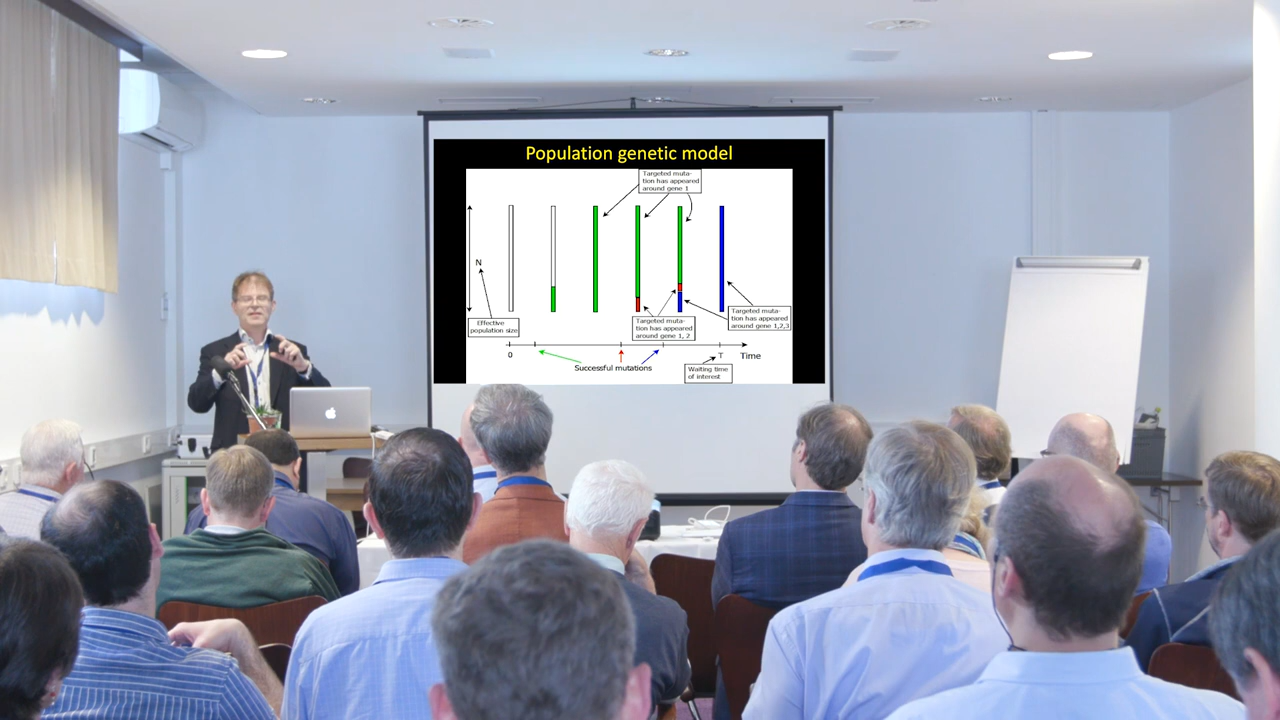 Population genetic model
Targeted muta-
tion has appeared
around gene 1
N
Effective
population size
Targeted muta-
tion has appeared
around gene 1, 2
Targeted muta-
tion has appeared
around gene 1,2,3
0
T
Time
Successful mutations
Waiting time
of interest